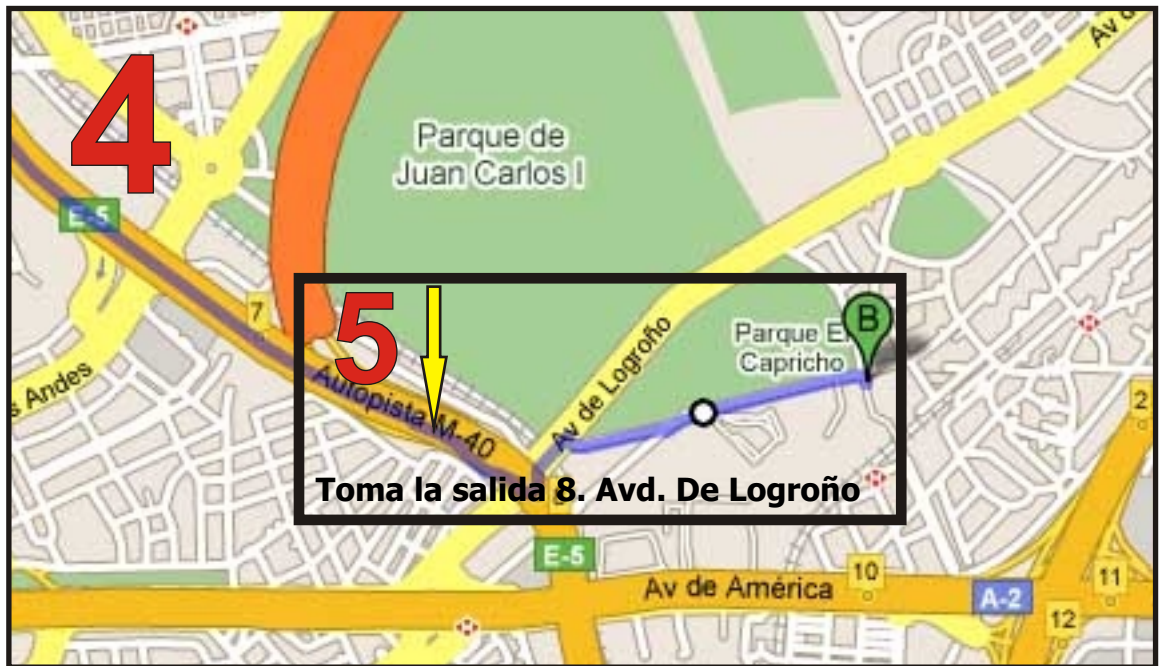 4
Av d
Parque de
Juan Carlos I
E-5
7
5
Parque E
Capricho
B
Av de Logroño
Andes
Autopista M-40
2
Toma la salida 8. Avd. De Logroño
E-5
Av de América
10
A-2
11
12